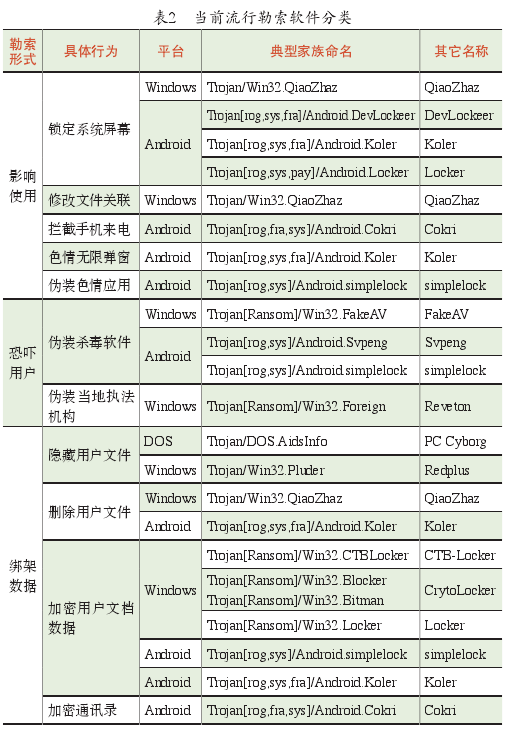 表2 当前流行勒索软件分类
勒索形式 具体行为 平台 典型家族命名 其它名称
影响使用 锁定系统屏幕 Windows Trojan/Win32.QiaoZhaz QiaoZhaz
Android Trojan[rog,sys,fra]/Android.DevLockeer DevLockeer
Trojan[rog,sys,fra]/Android.Koler Koler
Trojan[rog,sys,pay]/Android.Locker Locker
修改文件关联 Windows Trojan/Win32.QiaoZhaz QiaoZhaz
拦截手机来电 Android Trojan[rog,fra,sys]/Android.Cokri Cokri
色情无限弹窗 Android Trojan[rog,sys,fra]/Android.Koler Koler
伪装色情应用 Android Trojan[rog,sys]/Android.simplelock simplelock
恐吓用户 伪装杀毒软件 Windows Trojan[Ransom]/Win32.FakeAV FakeAV
Android Trojan[rog,sys]/Android.Svpeng Svpeng
Trojan[rog,sys]/Android.simplelock simplelock
伪装当地执法机构 Windows Trojan[Ransom]/Win32.Foreign Reveton
绑架数据 隐藏用户文件 DOS Trojan/DOS.AidsInfo PC Cyborg
Windows Trojan/Win32.Pluder Redplus
删除用户文件 Windows Trojan/Win32.QiaoZhaz QiaoZhaz
Android Trojan[rog,sys,fra]/Android.Koler Koler
加密用户文档数据 Windows Trojan[Ransom]/Win32.CTBLocker CTB-Locker
Trojan[Ransom]/Win32.Blocker
Trojan[Ransom]/Win32.Bitman CrytoLocker
Trojan[Ransom]/Win32.Locker Locker
Android Trojan[rog,sys]/Android.simplelock simplelock
Android Trojan[rog,sys,fra]/Android.Koler Koler
加密通讯录 Android Trojan[rog,fra,sys]/Android.Cokri Cokri